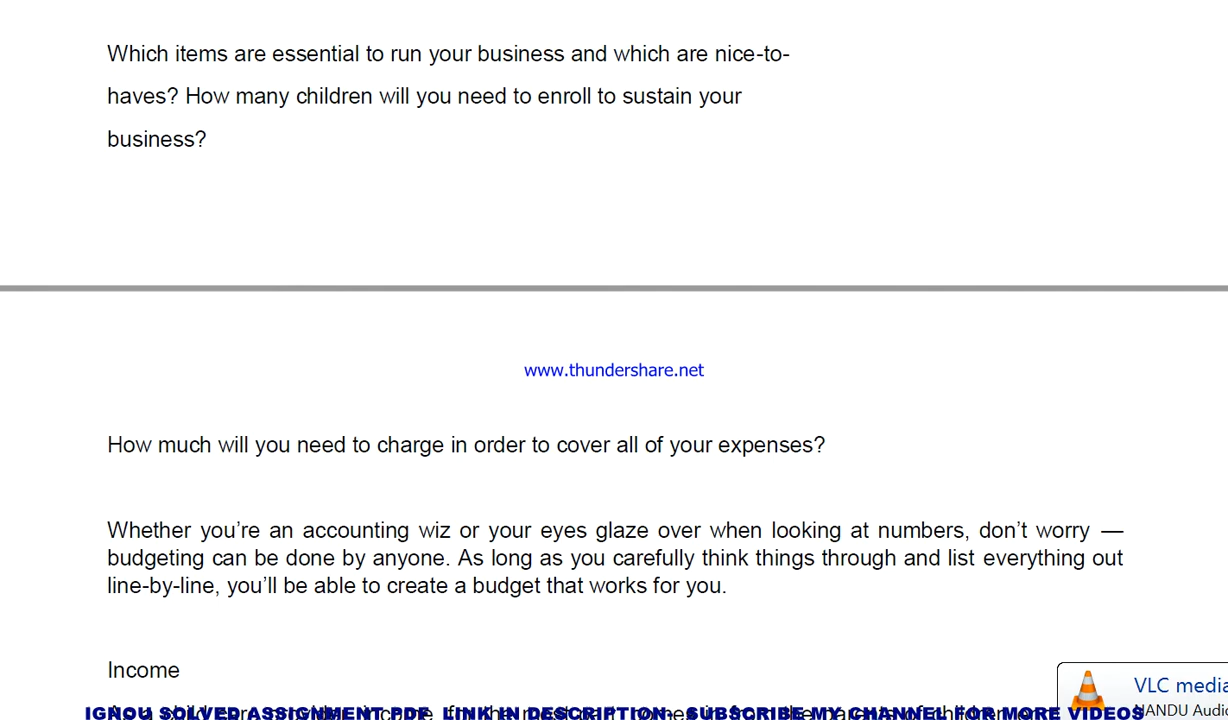 Which items are essential to run your business and which are nice-to-
haves? How many children will you need to enroll to sustain your
business?
www.thundershare.net
How much will you need to charge in order to cover all of your expenses?
Whether you’re an accounting wiz or your eyes glaze over when looking at numbers, don’t worry —
budgeting can be done by anyone. As long as you carefully think things through and list everything out
line-by-line, you’ll be able to create a budget that works for you.
Income
VLC media
NANDU Audi
IGNOU SOLVED ASSIGNMENT PDF LINK IN DESCRIPTION- SUBSCRIBE MY CHANNEL FOR MORE VIDEOS